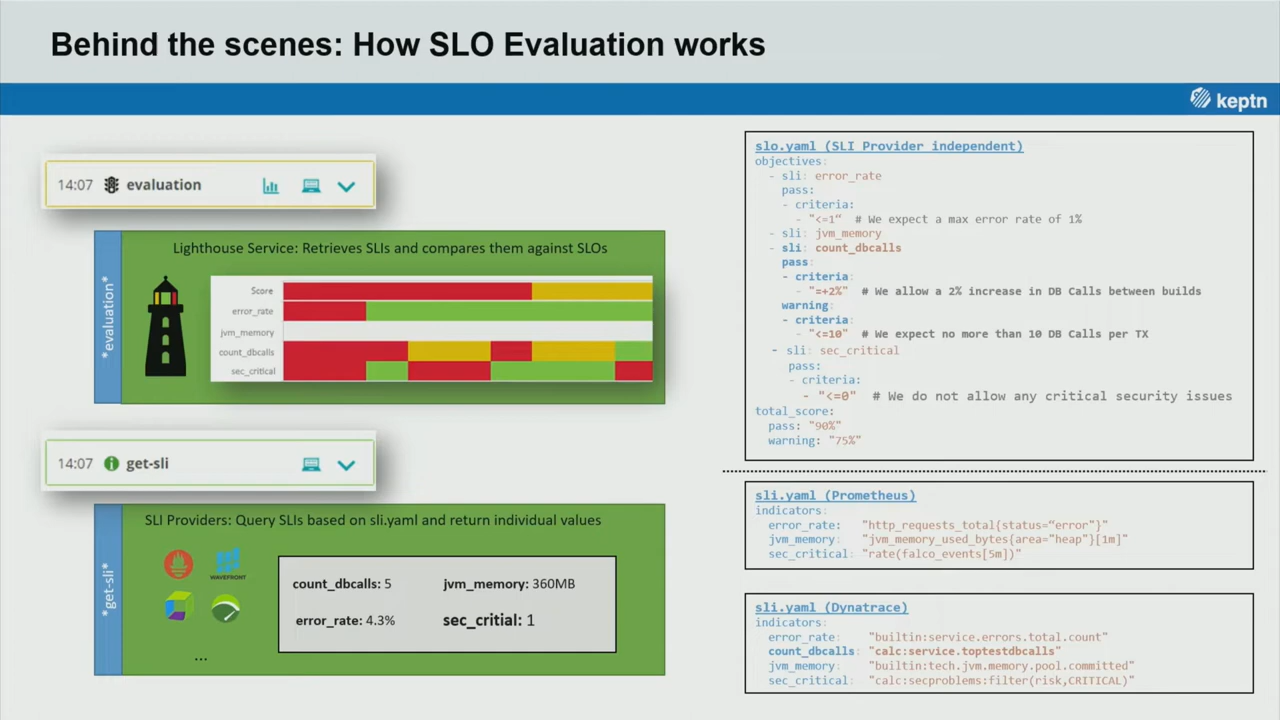 Behind the scenes: How SLO Evaluation works
keptn
14:07 evaluation
*evaluation*
Lighthouse Service: Retrieves SLIs and compares them against SLOs
Score
error_rate
jvm_memory
count_dbcalls
sec_critical
14:07 get-sli
*get-sli*
SLI Providers: Query SLIs based on sli.yaml and return individual values
WAVEFRONT
...
count_dbcalls: 5 jvm_memory: 360MB
error_rate: 4.3% sec_critial: 1
slo.yaml (SLI Provider independent)
objectives:
- sli: error_rate
pass:
- criteria:
- "<=1“ # We expect a max error rate of 1%
- sli: jvm_memory
- sli: count_dbcalls
pass:
- criteria:
- "=+2%" # We allow a 2% increase in DB Calls between builds
warning:
- criteria:
- "<=10" # We expect no more than 10 DB Calls per TX
- sli: sec_critical
pass:
- criteria:
- "<=0" # We do not allow any critical security issues
total_score:
pass: "90%"
warning: "75%"
sli.yaml (Prometheus)
indicators:
error_rate: "http_requests_total{status=“error"}"
jvm_memory: "jvm_memory_used_bytes{area="heap"}[1m]"
sec_critical: "rate(falco_events[5m])"
sli.yaml (Dynatrace)
indicators:
error_rate: "builtin:service.errors.total.count"
count_dbcalls: "calc:service.toptestdbcalls"
jvm_memory: "builtin:tech.jvm.memory.pool.committed"
sec_critical: "calc:secproblems:filter(risk,CRITICAL)"